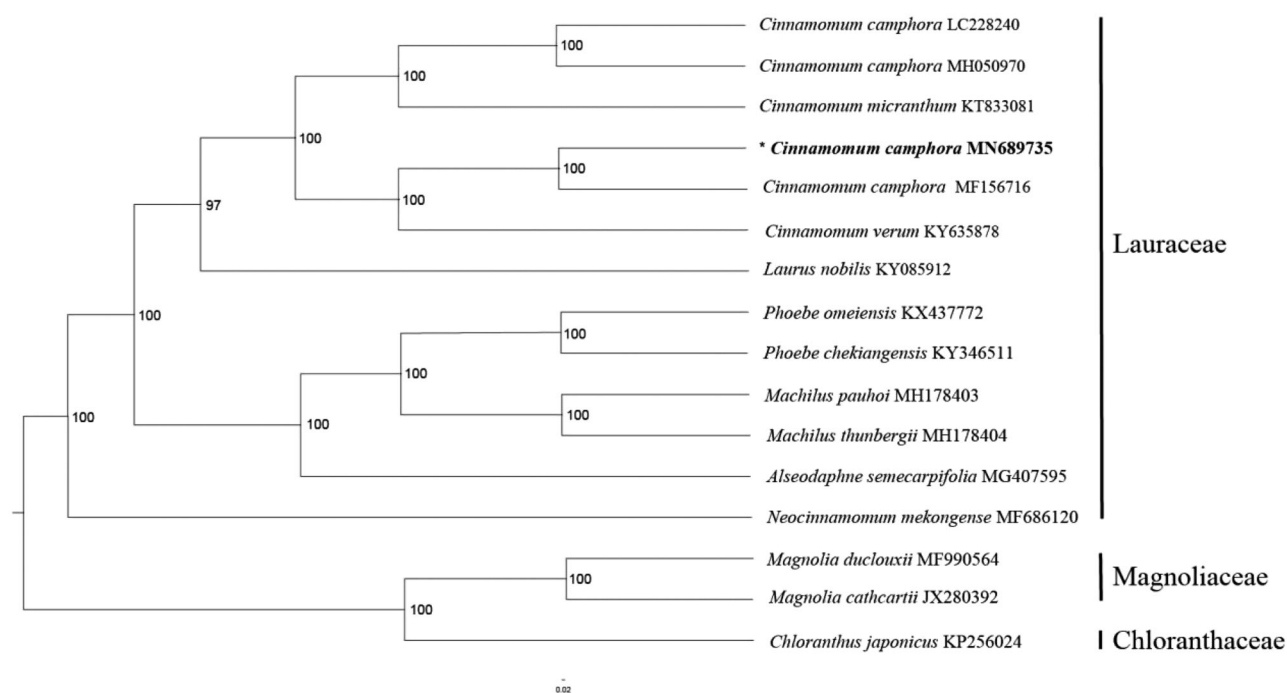 Cinnamomum camphora LC228240
100
Cinnamomum camphora MH050970
100
Cinnamomum micranthum KT833081
100
* Cinnamomum camphora MN689735
100
Cinnamomum camphora MF156716
100
97
Cinnamomum verum KY635878
Lauraceae
Laurus nobilis KY085912
Phoebe omeiensis KX437772
100
100
Phoebe chekiangensis KY346511
100
Machilus pauhoi MH178403
100
100
100
Machilus thunbergii MH178404
Alseodaphne semecarpifolia MG407595
Neocinnamomum mekongense MF686120
Magnolia duclouxii MF990564
100
Magnoliaceae
Magnolia cathcartii JX280392
100
Chloranthus japonicus KP256024
Chloranthaceae
0.02